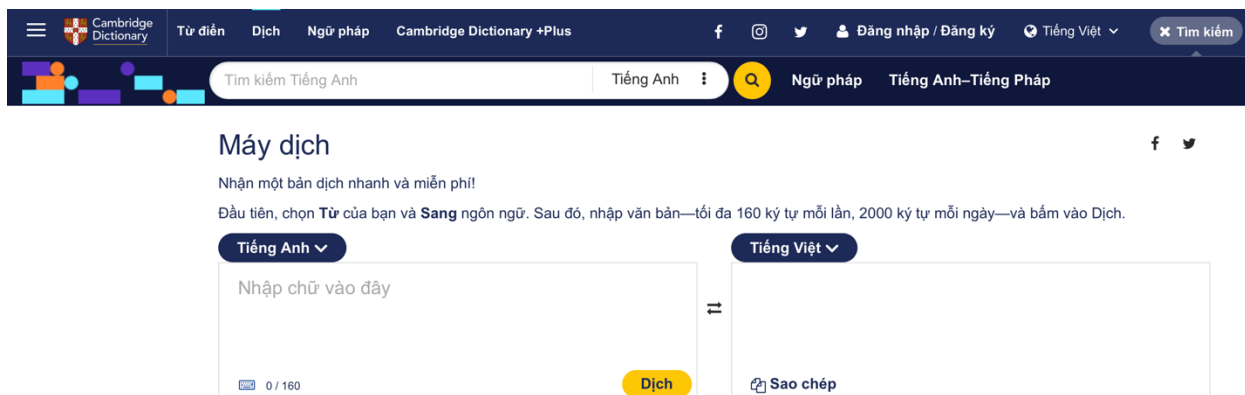 Cambridge Dictionary Từ điển Dịch Ngữ pháp Cambridge Dictionary +Plus Đăng nhập / Đăng ký Tiếng Việt Tìm kiếm
Tìm kiếm Tiếng Anh Tiếng Anh Ngữ pháp Tiếng Anh–Tiếng Pháp
Máy dịch
Nhận một bản dịch nhanh và miễn phí!
Đầu tiên, chọn Từ của bạn và Sang ngôn ngữ. Sau đó, nhập văn bản—tối đa 160 ký tự mỗi lần, 2000 ký tự mỗi ngày—và bấm vào Dịch.
Tiếng Anh Tiếng Việt
Nhập chữ vào đây
0 / 160 Dịch Sao chép